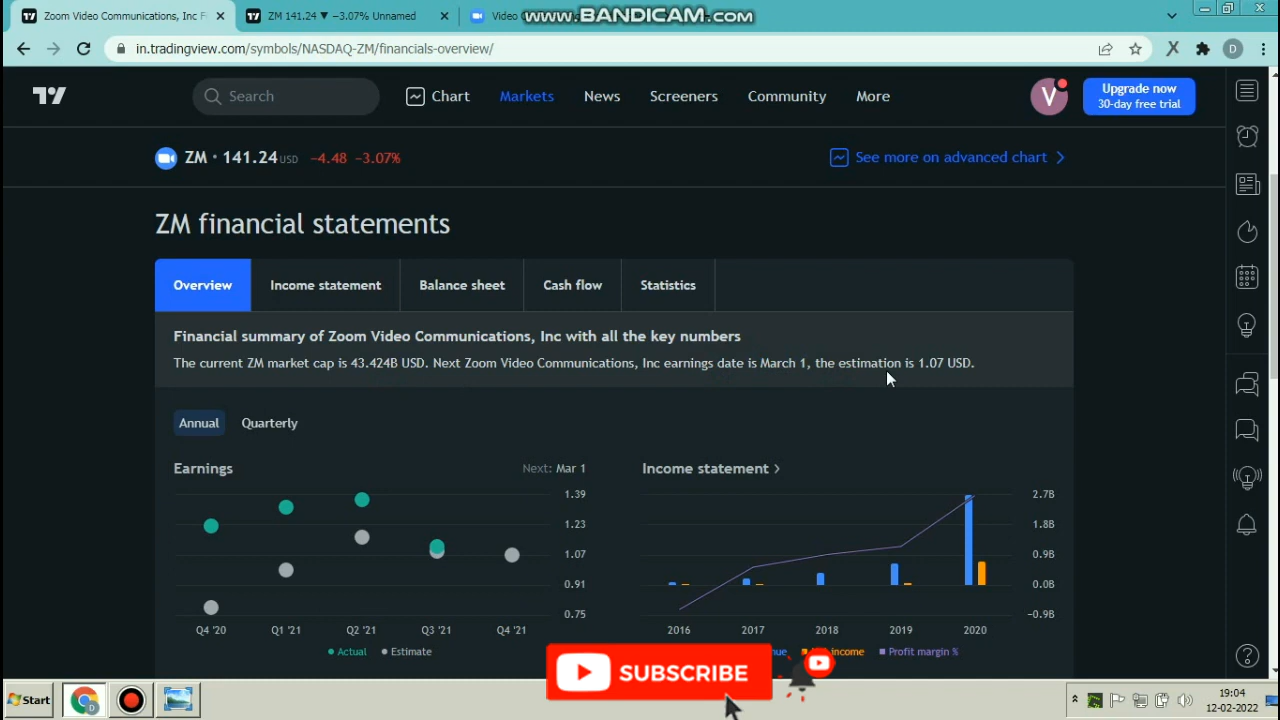 Zoom Video Communications, Inc F
ZM 141.24 ▼ −3.07% Unnamed
Video
www.BANDICAM.com
in.tradingview.com/symbols/NASDAQ-ZM/financials-overview/
D
Search
Chart
Markets
News
Screeners
Community
More
V
Upgrade now
30-day free trial
ZM · 141.24 USD −4.48 −3.07%
See more on advanced chart
ZM financial statements
Overview
Income statement
Balance sheet
Cash flow
Statistics
Financial summary of Zoom Video Communications, Inc with all the key numbers
The current ZM market cap is 43.424B USD. Next Zoom Video Communications, Inc earnings date is March 1, the estimation is 1.07 USD.
Annual
Quarterly
Earnings
Next: Mar 1
1.39
1.23
1.07
0.91
0.75
Q4 '20
Q1 '21
Q2 '21
Q3 '21
Q4 '21
Actual
Estimate
Income statement
2.7B
1.8B
0.9B
0.0B
−0.9B
2016
2017
2018
2019
2020
income
Profit margin %
SUBSCRIBE
Start
19:04
12-02-2022